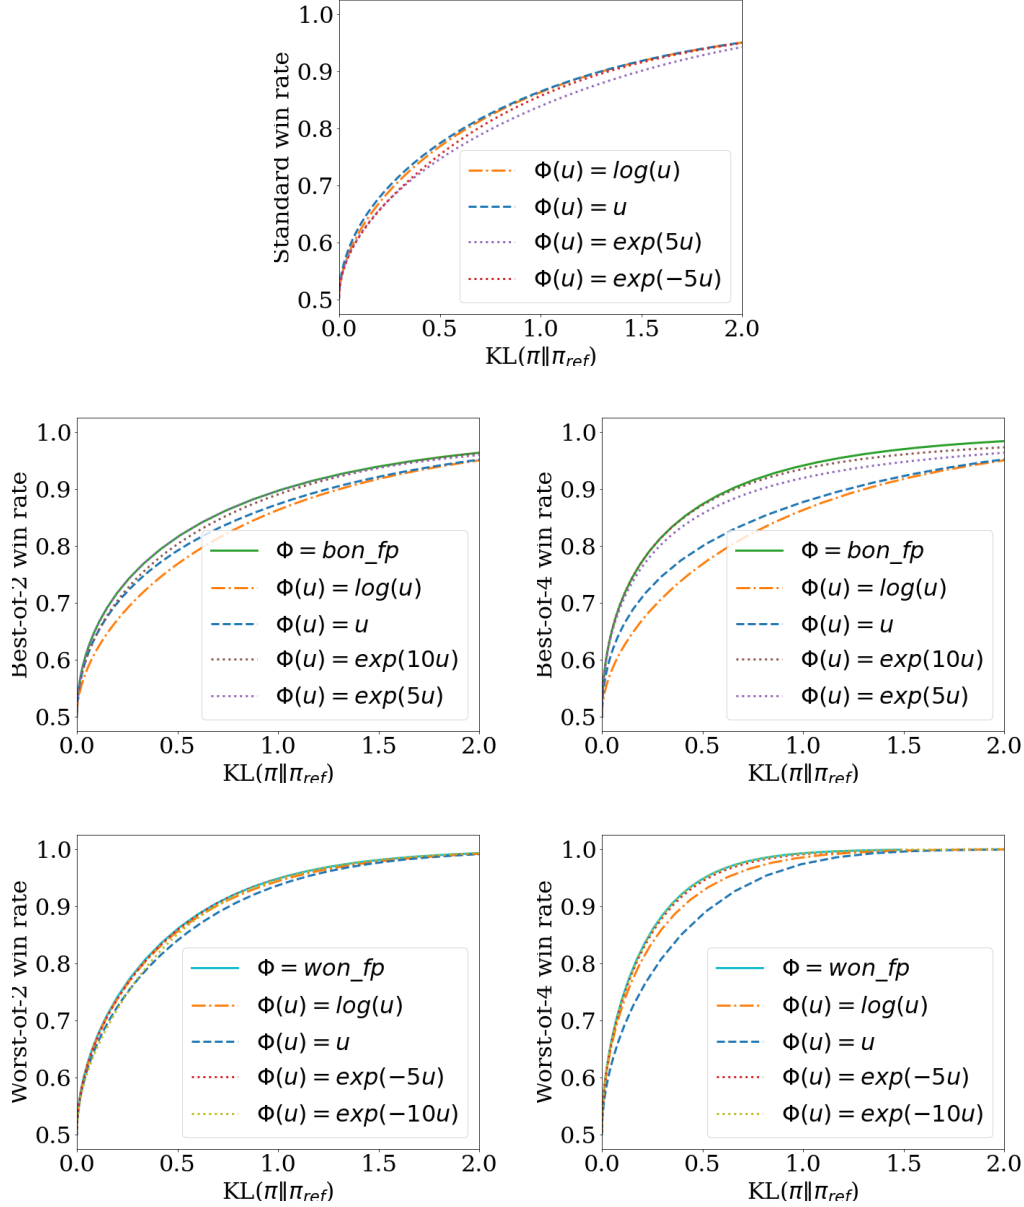 Standard win rate
1.0
0.9
0.8
0.7
0.6
0.5
Φ(u) = log(u)
Φ(u) = u
Φ(u) = exp(5u)
Φ(u) = exp(−5u)
0.0 0.5 1.0 1.5 2.0
KL(π‖π_ref)
Best-of-2 win rate
1.0
0.9
0.8
0.7
0.6
0.5
Φ = bon_fp
Φ(u) = log(u)
Φ(u) = u
Φ(u) = exp(10u)
Φ(u) = exp(5u)
0.0 0.5 1.0 1.5 2.0
KL(π‖π_ref)
Best-of-4 win rate
1.0
0.9
0.8
0.7
0.6
0.5
Φ = bon_fp
Φ(u) = log(u)
Φ(u) = u
Φ(u) = exp(10u)
Φ(u) = exp(5u)
0.0 0.5 1.0 1.5 2.0
KL(π‖π_ref)
Worst-of-2 win rate
1.0
0.9
0.8
0.7
0.6
0.5
Φ = won_fp
Φ(u) = log(u)
Φ(u) = u
Φ(u) = exp(−5u)
Φ(u) = exp(−10u)
0.0 0.5 1.0 1.5 2.0
KL(π‖π_ref)
Worst-of-4 win rate
1.0
0.9
0.8
0.7
0.6
0.5
Φ = won_fp
Φ(u) = log(u)
Φ(u) = u
Φ(u) = exp(−5u)
Φ(u) = exp(−10u)
0.0 0.5 1.0 1.5 2.0
KL(π‖π_ref)